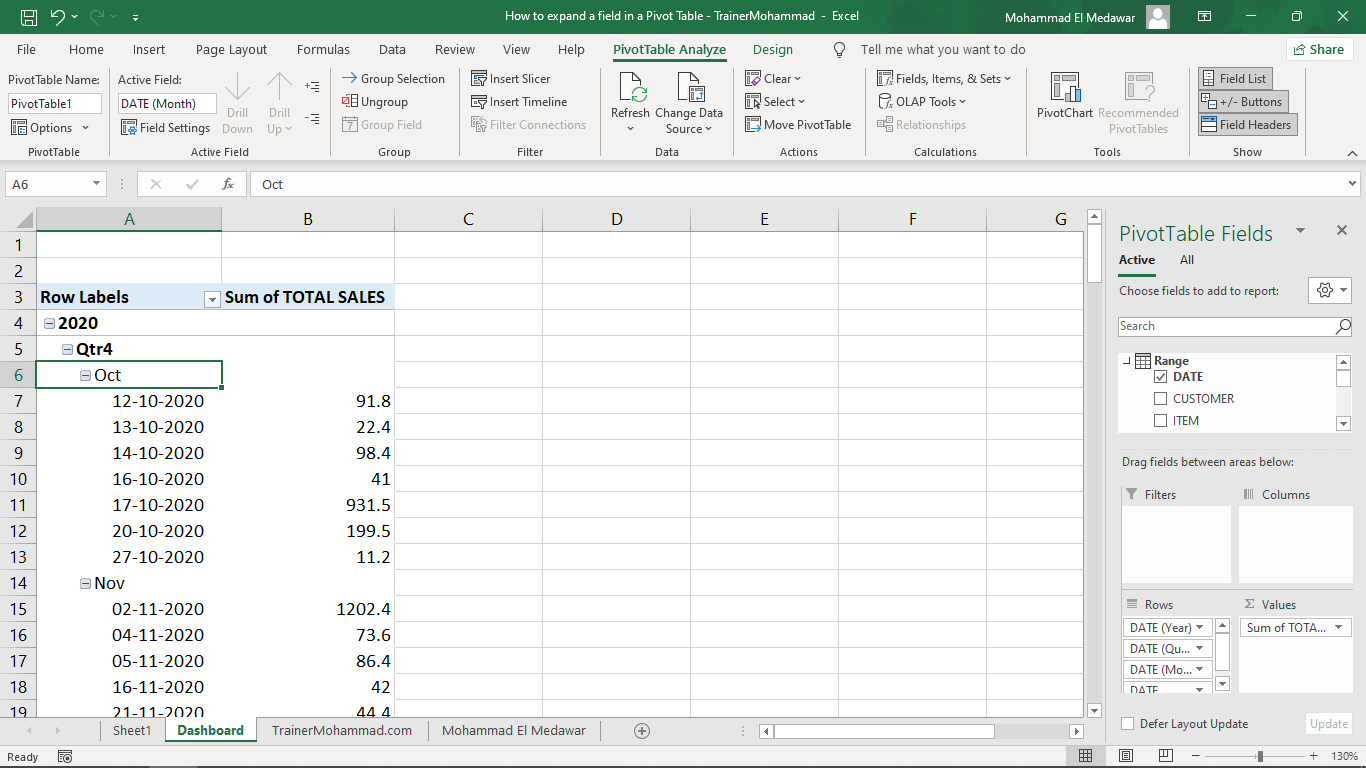 How to expand a field in a Pivot Table - TrainerMohammad - Excel
Mohammad El Medawar
File Home Insert Page Layout Formulas Data Review View Help PivotTable Analyze Design Tell me what you want to do Share
PivotTable Name:
PivotTable1
Options
PivotTable
Active Field:
DATE (Month)
Field Settings
Drill Down
Drill Up
Active Field
Group Selection
Ungroup
Group Field
Group
Insert Slicer
Insert Timeline
Filter Connections
Filter
Refresh
Change Data Source
Data
Clear
Select
Move PivotTable
Actions
Fields, Items, & Sets
OLAP Tools
Relationships
Calculations
PivotChart
Recommended PivotTables
Tools
Field List
+/- Buttons
Field Headers
Show
A6
fx
Oct
A B C D E F G
1
2
3 Row Labels Sum of TOTAL SALES
4 2020
5 Qtr4
6 Oct
7 12-10-2020 91.8
8 13-10-2020 22.4
9 14-10-2020 98.4
10 16-10-2020 41
11 17-10-2020 931.5
12 20-10-2020 199.5
13 27-10-2020 11.2
14 Nov
15 02-11-2020 1202.4
16 04-11-2020 73.6
17 05-11-2020 86.4
18 16-11-2020 42
19 21-11-2020 44.4
PivotTable Fields
Active All
Choose fields to add to report:
Search
Range
DATE
CUSTOMER
ITEM
Drag fields between areas below:
Filters
Columns
Rows
Σ Values
DATE (Year)
Sum of TOTA...
DATE (Qu...
DATE (Mo...
DATE
Defer Layout Update
Update
Sheet1 Dashboard TrainerMohammad.com Mohammad El Medawar
Ready
130%